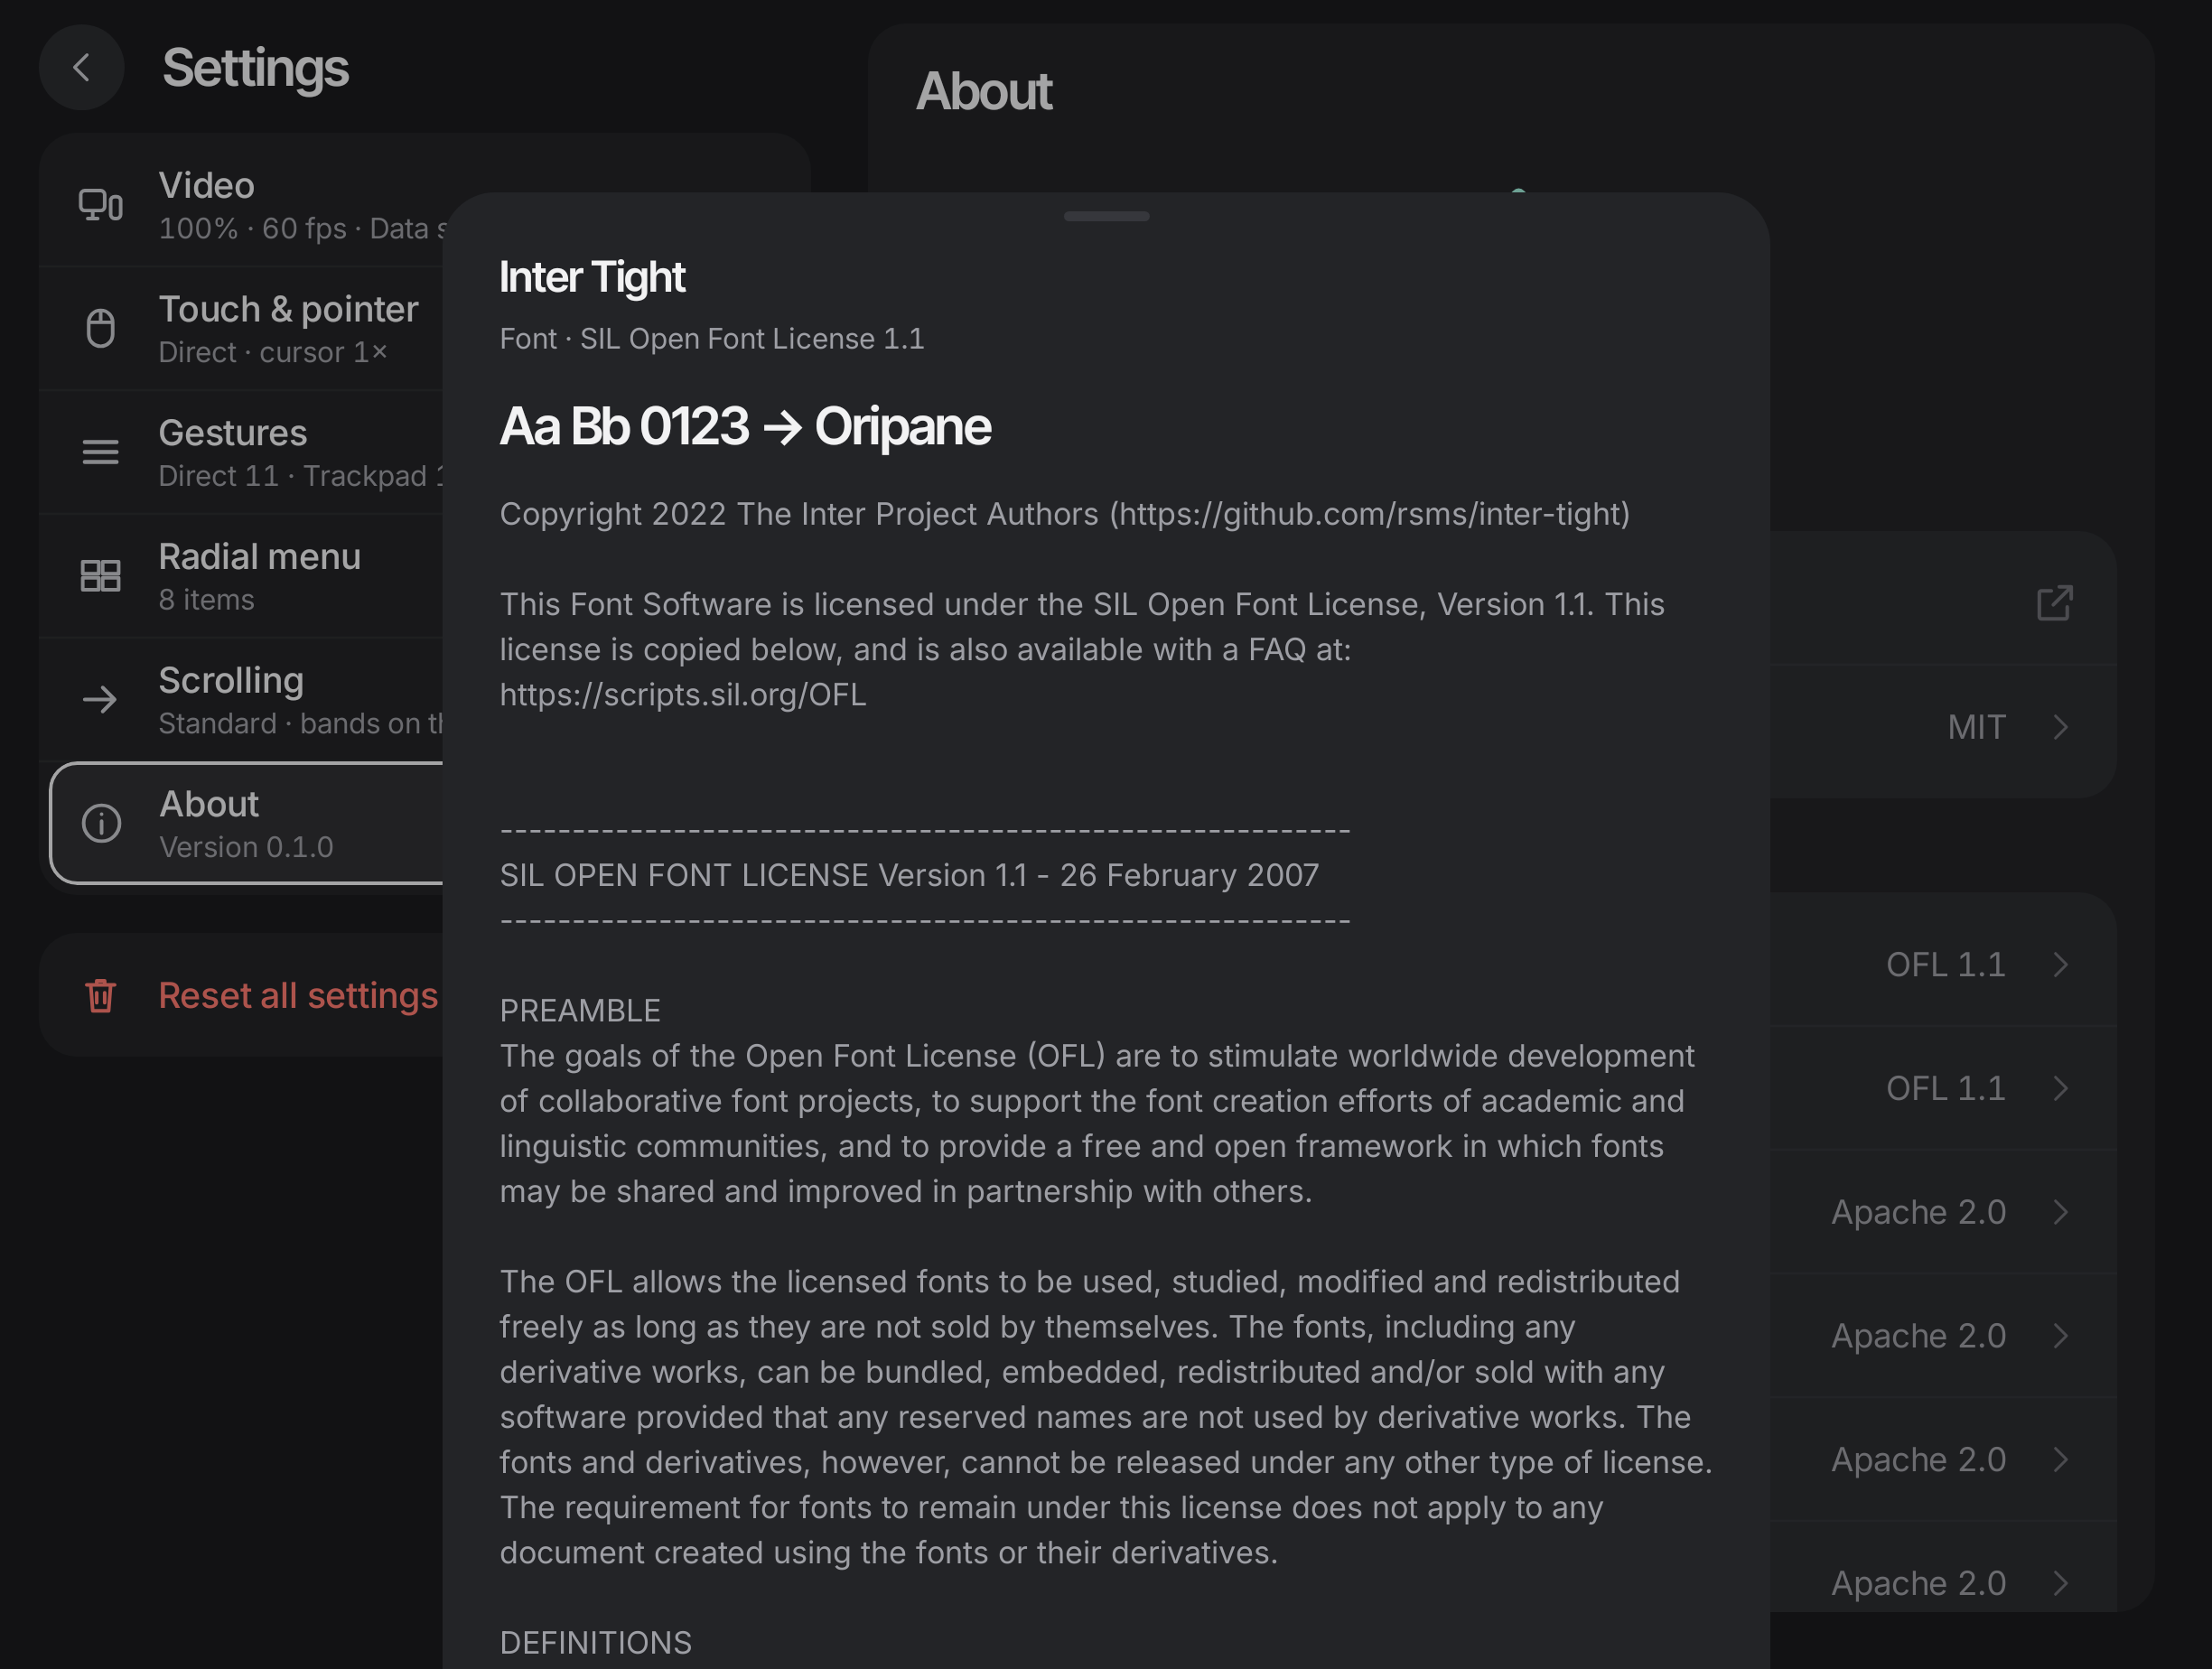 Settings
Video
100% · 60 fps · Data
Touch & pointer
Direct · cursor 1×
Gestures
Direct 11 · Trackpad
Radial menu
8 items
Scrolling
Standard · bands on
About
Version 0.1.0
Reset all settings
About
MIT
OFL 1.1
OFL 1.1
Apache 2.0
Apache 2.0
Apache 2.0
Apache 2.0
Inter Tight
Font · SIL Open Font License 1.1
Aa Bb 0123 → Oripane
Copyright 2022 The Inter Project Authors (https://github.com/rsms/inter-tight)
This Font Software is licensed under the SIL Open Font License, Version 1.1. This
license is copied below, and is also available with a FAQ at:
https://scripts.sil.org/OFL
-----------------------------------------------------------
SIL OPEN FONT LICENSE Version 1.1 - 26 February 2007
-----------------------------------------------------------
PREAMBLE
The goals of the Open Font License (OFL) are to stimulate worldwide development
of collaborative font projects, to support the font creation efforts of academic and
linguistic communities, and to provide a free and open framework in which fonts
may be shared and improved in partnership with others.
The OFL allows the licensed fonts to be used, studied, modified and redistributed
freely as long as they are not sold by themselves. The fonts, including any
derivative works, can be bundled, embedded, redistributed and/or sold with any
software provided that any reserved names are not used by derivative works. The
fonts and derivatives, however, cannot be released under any other type of license.
The requirement for fonts to remain under this license does not apply to any
document created using the fonts or their derivatives.
DEFINITIONS